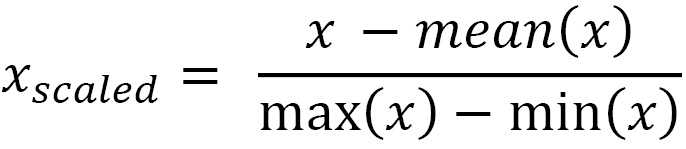 x_scaled = (x − mean(x)) / (max(x) − min(x))